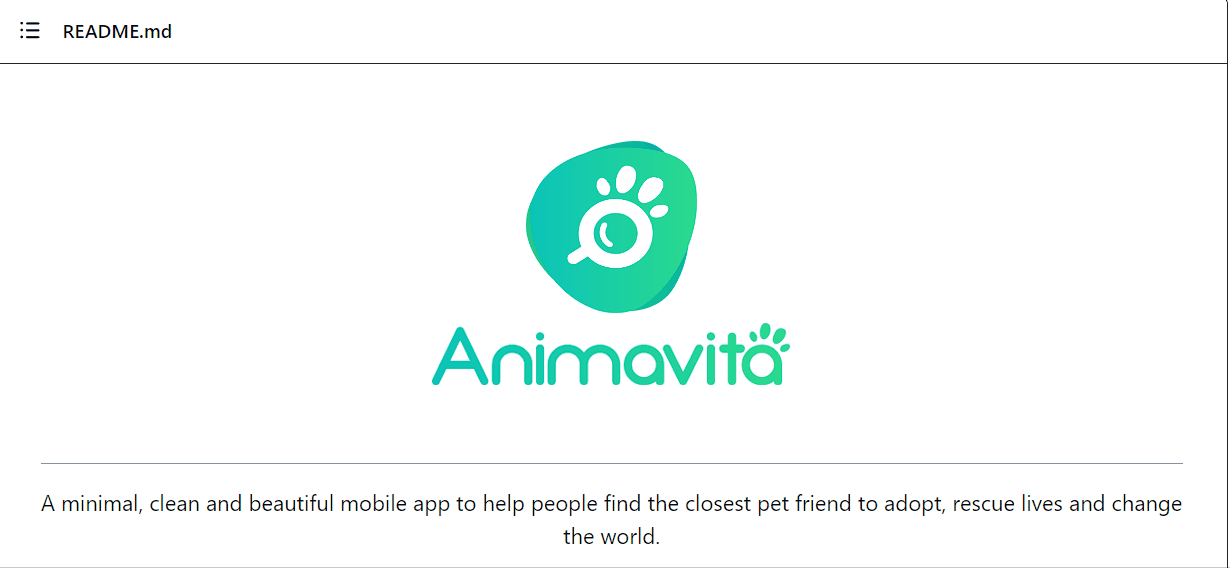 README.md
Animavita
A minimal, clean and beautiful mobile app to help people find the closest pet friend to adopt, rescue lives and change
the world.